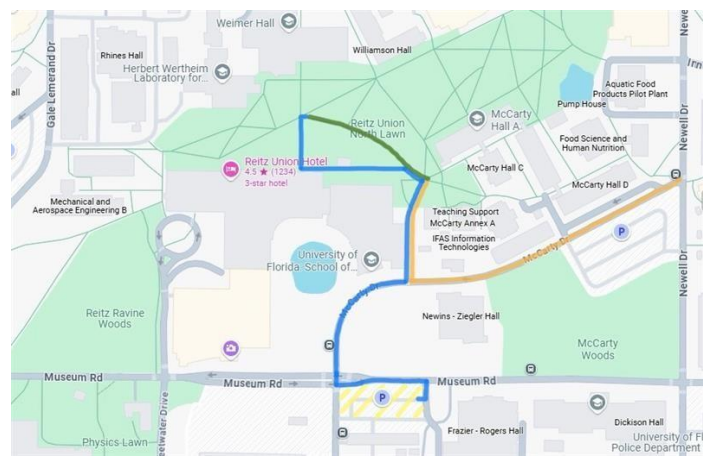 Weimer Hall
Gale Lemerand Dr
Rhines Hall
Herbert Wertheim
Laboratory for...
Williamson Hall
Newell Dr
all
Reitz Union
North Lawn
McCarty
Hall A
Pump House
Aquatic Food
Products Pilot Plant
Food Science and
Human Nutrition
Reitz Union Hotel
4.5 ★ (1234)
3-star hotel
McCarty Hall C
McCarty Hall D
Mechanical and
Aerospace Engineering B
Teaching Support
McCarty Annex A
IFAS Information
Technologies
P
McCarty Dr
University of
Florida School of...
McCarty Dr
Newell Dr
Reitz Ravine
Woods
Newins - Ziegler Hall
McCarty
Woods
Museum Rd
Museum Rd
Museum Rd
P
Physics Lawn
eetwater Drive
Frazier - Rogers Hall
Dickison Hall
University of Fl
Police Department